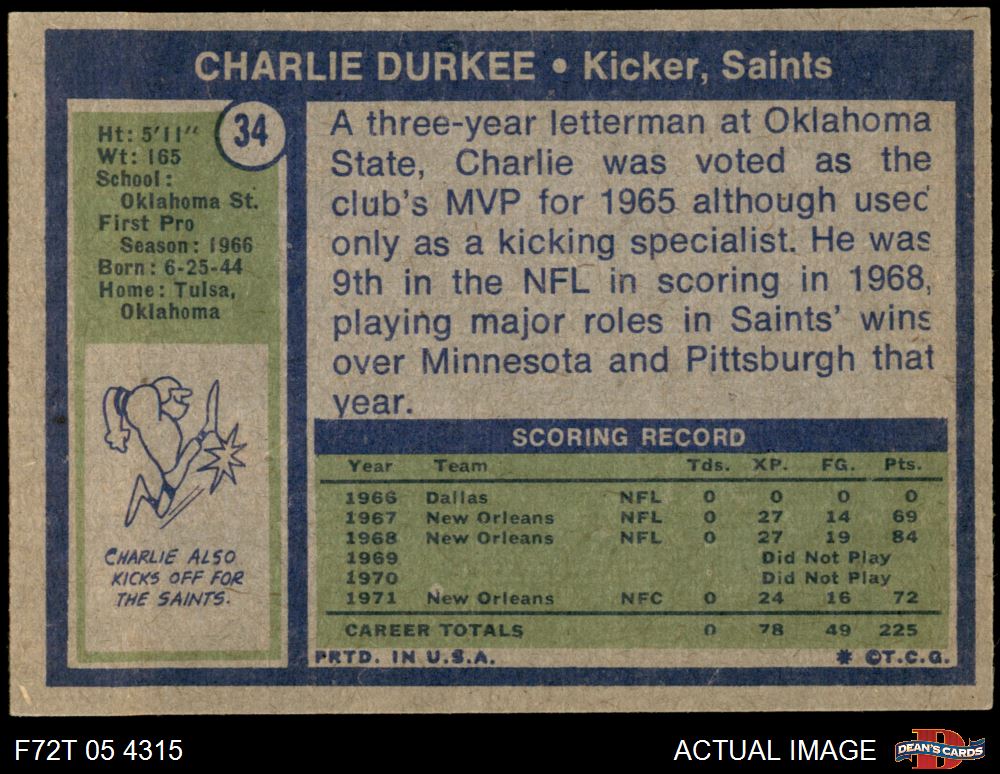 CHARLIE DURKEE • Kicker, Saints
34
Ht: 5'11"
Wt: 165
School:
Oklahoma St.
First Pro
Season: 1966
Born: 6-25-44
Home: Tulsa,
Oklahoma
CHARLIE ALSO
KICKS OFF FOR
THE SAINTS.
A three-year letterman at Oklahoma
State, Charlie was voted as the
club's MVP for 1965 although used
only as a kicking specialist. He was
9th in the NFL in scoring in 1968,
playing major roles in Saints' wins
over Minnesota and Pittsburgh that
year.
SCORING RECORD
Year Team Tds. XP. FG. Pts.
1966 Dallas NFL 0 0 0 0
1967 New Orleans NFL 0 27 14 69
1968 New Orleans NFL 0 27 19 84
1969 Did Not Play
1970 Did Not Play
1971 New Orleans NFC 0 24 16 72
CAREER TOTALS 0 78 49 225
PRTD. IN U.S.A. * ©T.C.G.
F72T 05 4315 ACTUAL IMAGE D DEAN'S CARDS